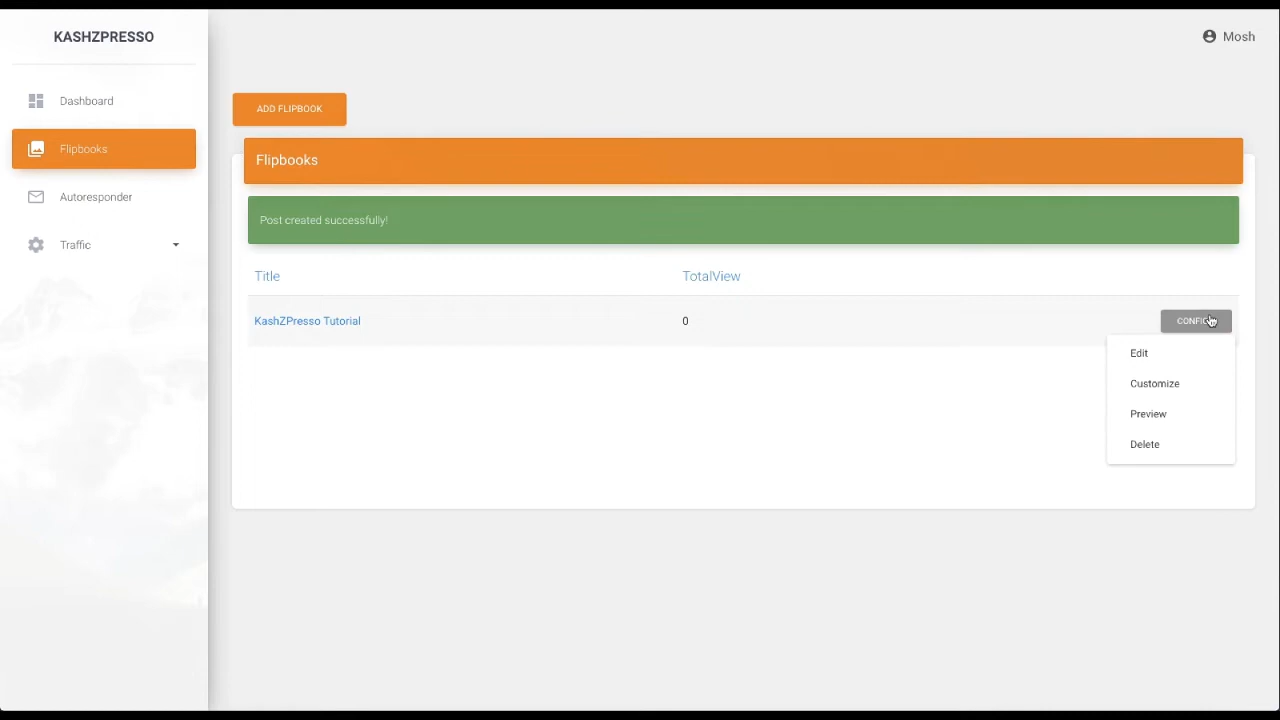 KASHZPRESSO
Mosh
Dashboard
Flipbooks
Autoresponder
Traffic
ADD FLIPBOOK
Flipbooks
Post created successfully!
Title TotalView
KashZPresso Tutorial 0
Edit
Customize
Preview
Delete